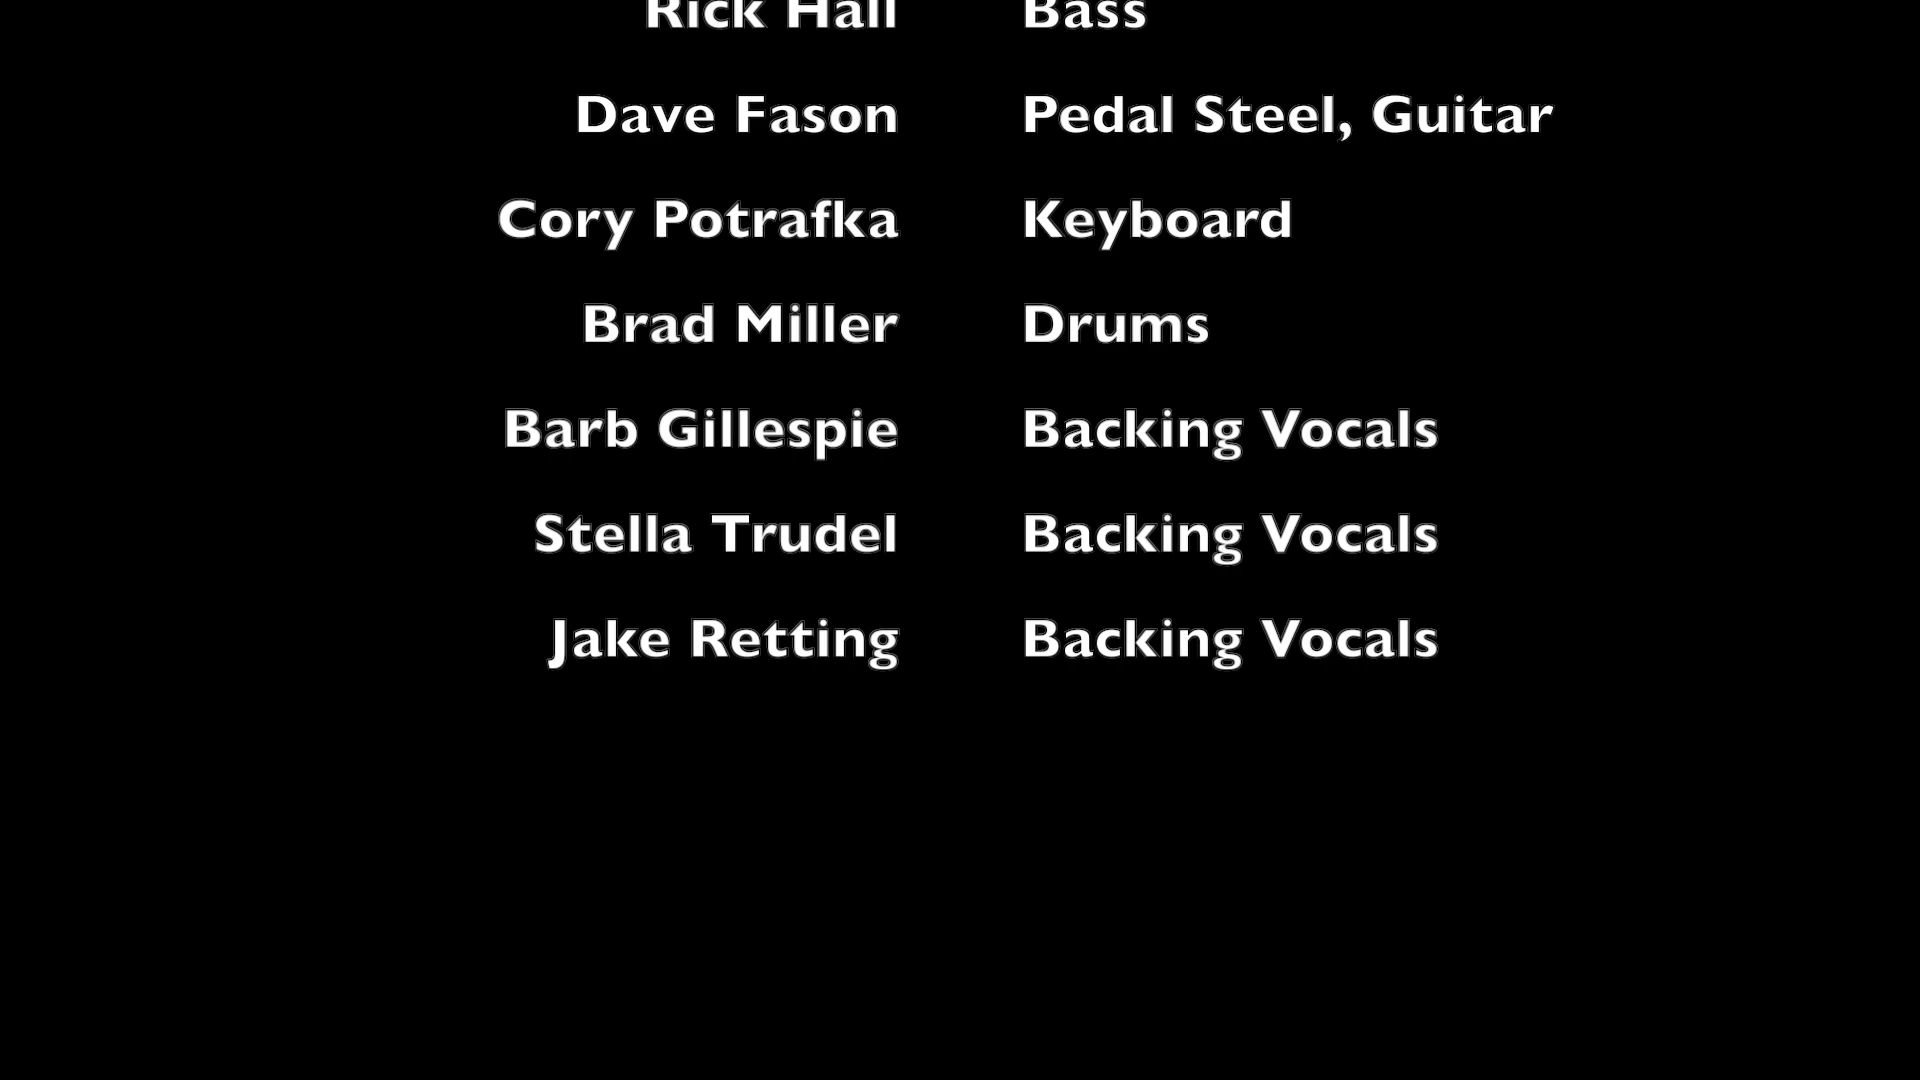 Rick Hall Bass
Dave Fason Pedal Steel, Guitar
Cory Potrafka Keyboard
Brad Miller Drums
Barb Gillespie Backing Vocals
Stella Trudel Backing Vocals
Jake Retting Backing Vocals